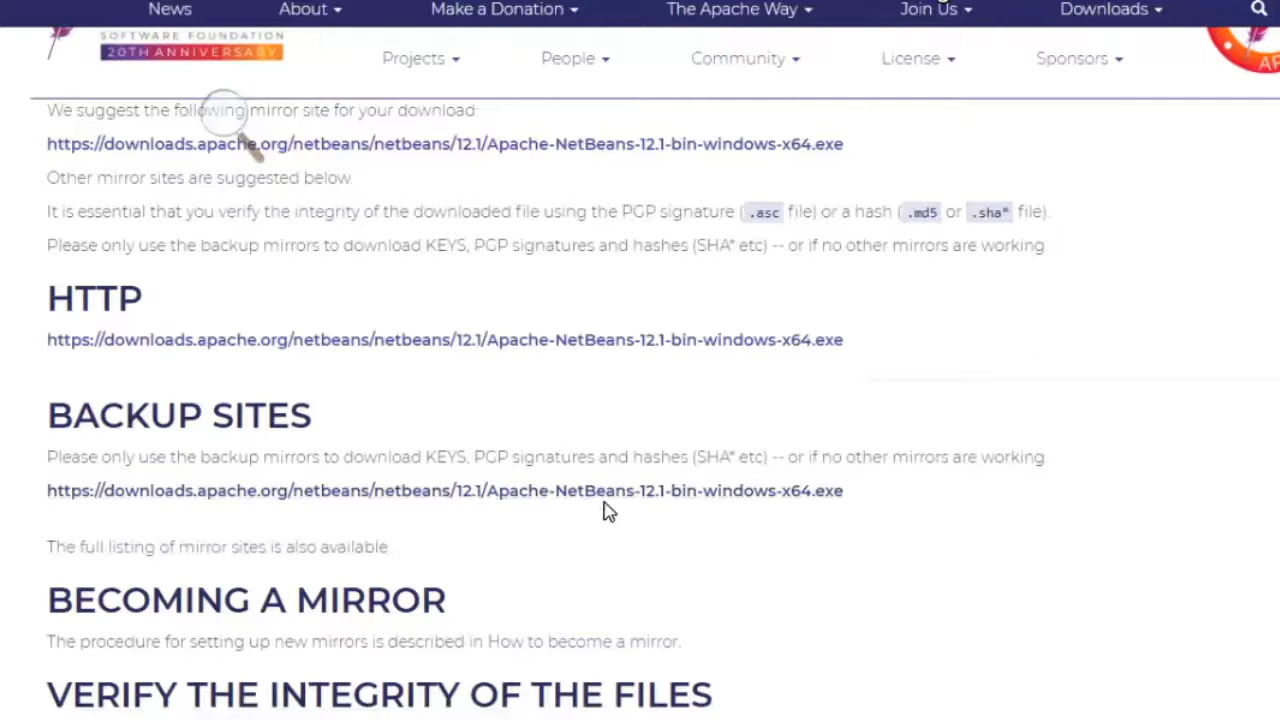 News About Make a Donation The Apache Way Join Us Downloads
SOFTWARE FOUNDATION
20TH ANNIVERSARY
Projects People Community License Sponsors
We suggest the following mirror site for your download:
https://downloads.apache.org/netbeans/netbeans/12.1/Apache-NetBeans-12.1-bin-windows-x64.exe
Other mirror sites are suggested below.
It is essential that you verify the integrity of the downloaded file using the PGP signature ( .asc file) or a hash ( .md5 or .sha* file).
Please only use the backup mirrors to download KEYS, PGP signatures and hashes (SHA* etc) -- or if no other mirrors are working.
HTTP
https://downloads.apache.org/netbeans/netbeans/12.1/Apache-NetBeans-12.1-bin-windows-x64.exe
BACKUP SITES
Please only use the backup mirrors to download KEYS, PGP signatures and hashes (SHA* etc) -- or if no other mirrors are working.
https://downloads.apache.org/netbeans/netbeans/12.1/Apache-NetBeans-12.1-bin-windows-x64.exe
The full listing of mirror sites is also available.
BECOMING A MIRROR
The procedure for setting up new mirrors is described in How to become a mirror.
VERIFY THE INTEGRITY OF THE FILES